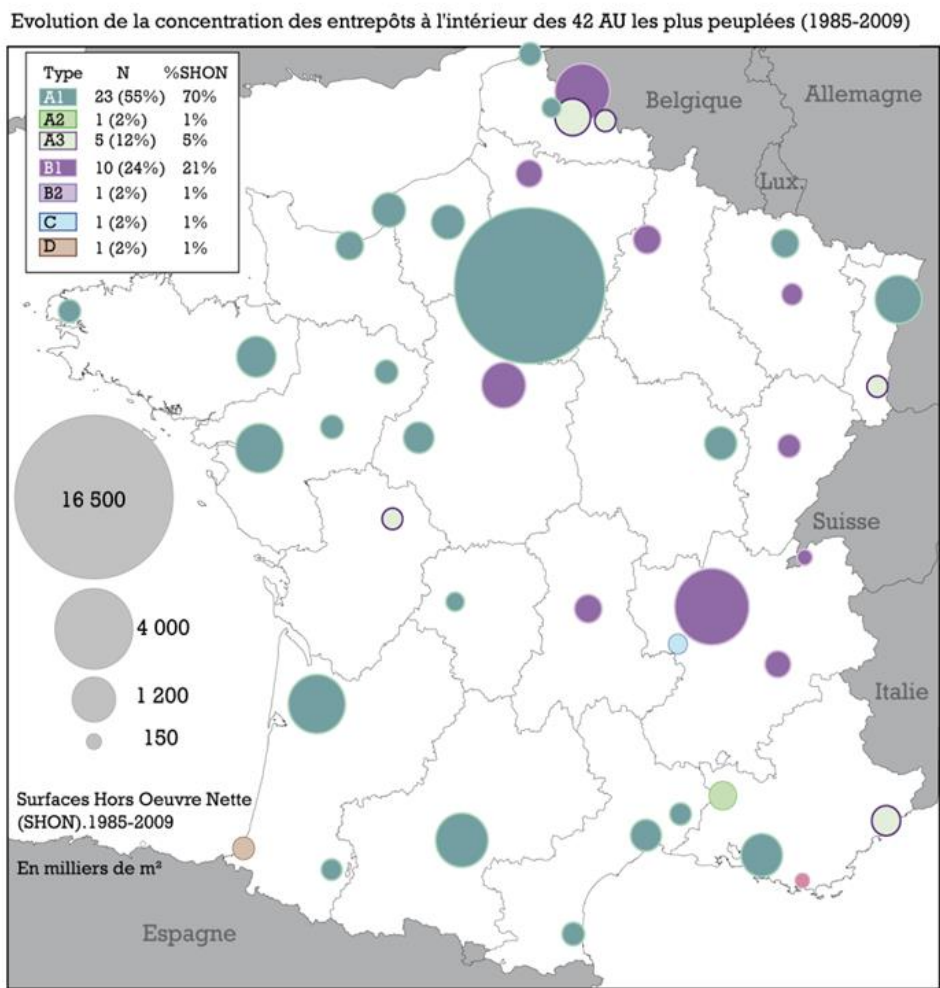 Evolution de la concentration des entrepôts à l'intérieur des 42 AU les plus peuplées (1985-2009)
Type N %SHON
A1 23 (55%) 70%
A2 1 (2%) 1%
A3 5 (12%) 5%
B1 10 (24%) 21%
B2 1 (2%) 1%
C 1 (2%) 1%
D 1 (2%) 1%
Belgique
Allemagne
Lux.
Suisse
Italie
Espagne
16 500
4 000
1 200
150
Surfaces Hors Oeuvre Nette
(SHON).1985-2009
En milliers de m²